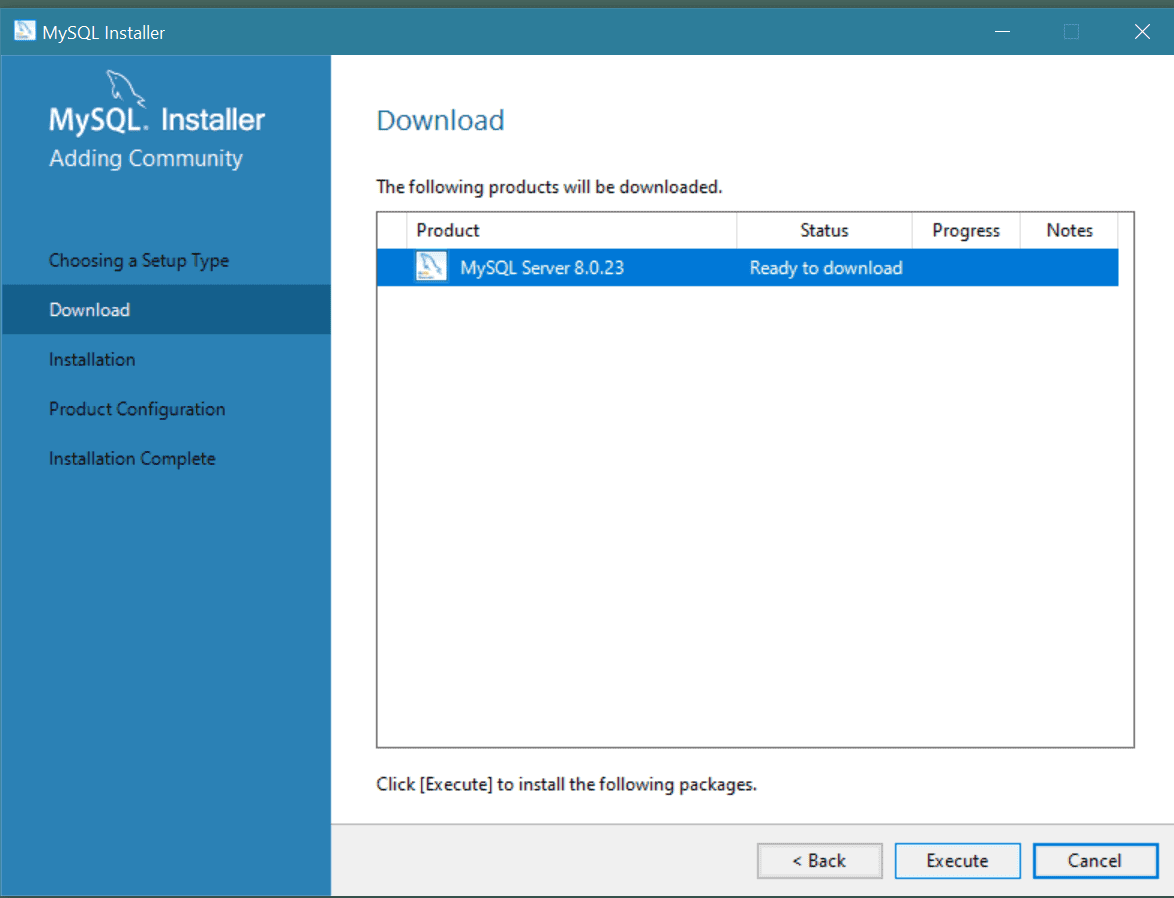 MySQL Installer
MySQL. Installer
Adding Community
Choosing a Setup Type
Download
Installation
Product Configuration
Installation Complete
Download
The following products will be downloaded.
Product Status Progress Notes
MySQL Server 8.0.23 Ready to download
Click [Execute] to install the following packages.
< Back Execute Cancel